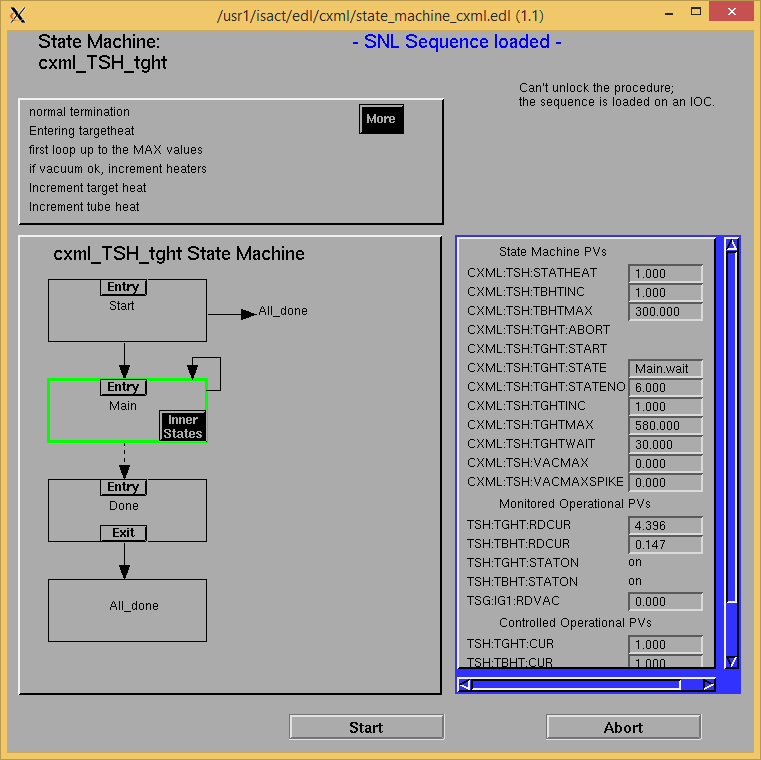 /usr1/isact/edl/cxml/state_machine_cxml.edl (1.1)
State Machine:
- SNL Sequence loaded -
cxml_TSH_tght
Can't unlock the procedure;
the sequence is loaded on an IOC.
normal termination
More
Entering targetheat
first loop up to the MAX values
if vacuum ok, increment heaters
Increment target heat
Increment tube heat
cxml_TSH_tght State Machine
Entry
Start
All_done
Entry
Main
Inner
States
Entry
Done
Exit
All_done
State Machine PVs
CXML:TSH:STATHEAT 1.000
CXML:TSH:TBHTINC 1.000
CXML:TSH:TBHTMAX 300.000
CXML:TSH:TGHT:ABORT
CXML:TSH:TGHT:START
CXML:TSH:TGHT:STATE Main.wait
CXML:TSH:TGHT:STATENO 6.000
CXML:TSH:TGHTINC 1.000
CXML:TSH:TGHTMAX 580.000
CXML:TSH:TGHTWAIT 30.000
CXML:TSH:VACMAX 0.000
CXML:TSH:VACMAXSPIKE 0.000
Monitored Operational PVs
TSH:TGHT:RDCUR 4.396
TSH:TBHT:RDCUR 0.147
TSH:TGHT:STATON on
TSH:TBHT:STATON on
TSG:IG1:RDVAC 0.000
Controlled Operational PVs
TSH:TGHT:CUR 1.000
TSH:TBHT:CUR 1.000
Start
Abort